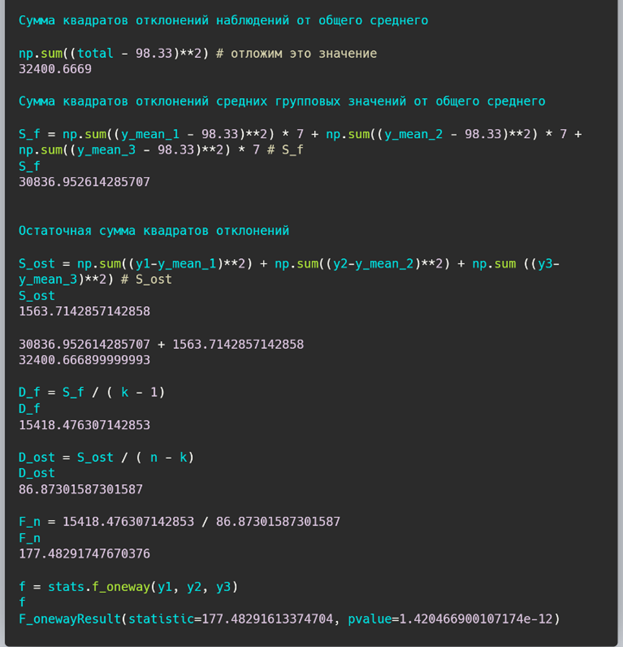 Сумма квадратов отклонений наблюдений от общего среднего
np.sum((total - 98.33)**2) # отложим это значение
32400.6669
Сумма квадратов отклонений средних групповых значений от общего среднего
S_f = np.sum((y_mean_1 - 98.33)**2) * 7 + np.sum((y_mean_2 - 98.33)**2) * 7 +
np.sum((y_mean_3 - 98.33)**2) * 7 # S_f
S_f
30836.952614285707
Остаточная сумма квадратов отклонений
S_ost = np.sum((y1-y_mean_1)**2) + np.sum((y2-y_mean_2)**2) + np.sum ((y3-
y_mean_3)**2) # S_ost
S_ost
1563.7142857142858
30836.952614285707 + 1563.7142857142858
32400.666899999993
D_f = S_f / ( k - 1)
D_f
15418.476307142853
D_ost = S_ost / ( n - k)
D_ost
86.87301587301587
F_n = 15418.476307142853 / 86.87301587301587
F_n
177.48291747670376
f = stats.f_oneway(y1, y2, y3)
f
F_onewayResult(statistic=177.48291613374704, pvalue=1.420466900107174e-12)